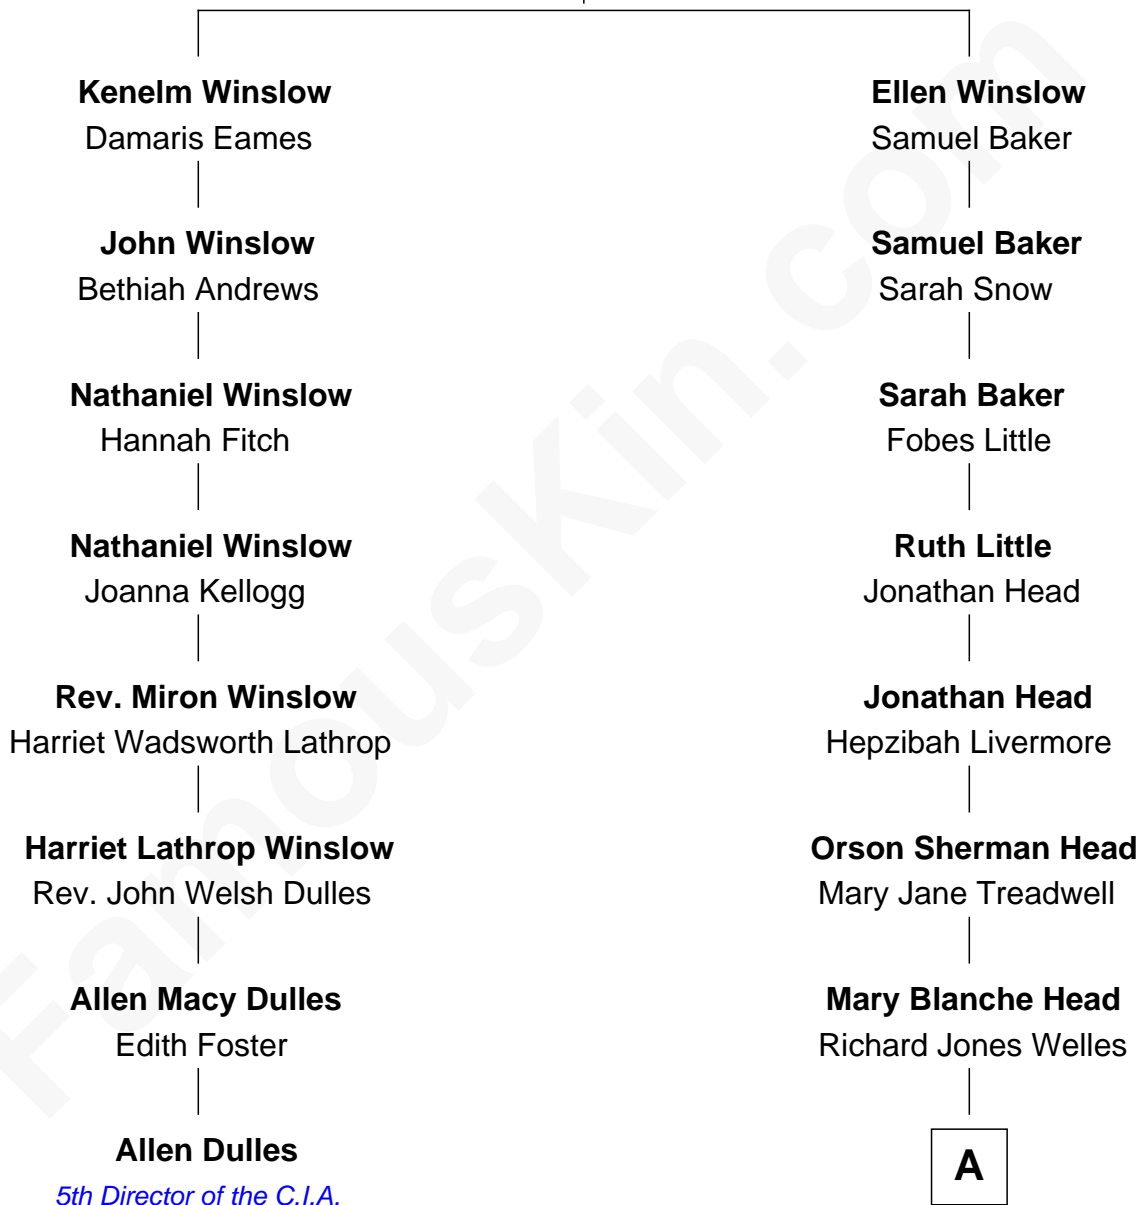 Kenelm Winslow
Damaris Eames
John Winslow
Bethiah Andrews
Nathaniel Winslow
Hannah Fitch
Nathaniel Winslow
Joanna Kellogg
Rev. Miron Winslow
Harriet Wadsworth Lathrop
Harriet Lathrop Winslow
Rev. John Welsh Dulles
Allen Macy Dulles
Edith Foster
Allen Dulles
5th Director of the C.I.A.
Ellen Winslow
Samuel Baker
Samuel Baker
Sarah Snow
Sarah Baker
Fobes Little
Ruth Little
Jonathan Head
Jonathan Head
Hepzibah Livermore
Orson Sherman Head
Mary Jane Treadwell
Mary Blanche Head
Richard Jones Welles
A
FamousKin.com